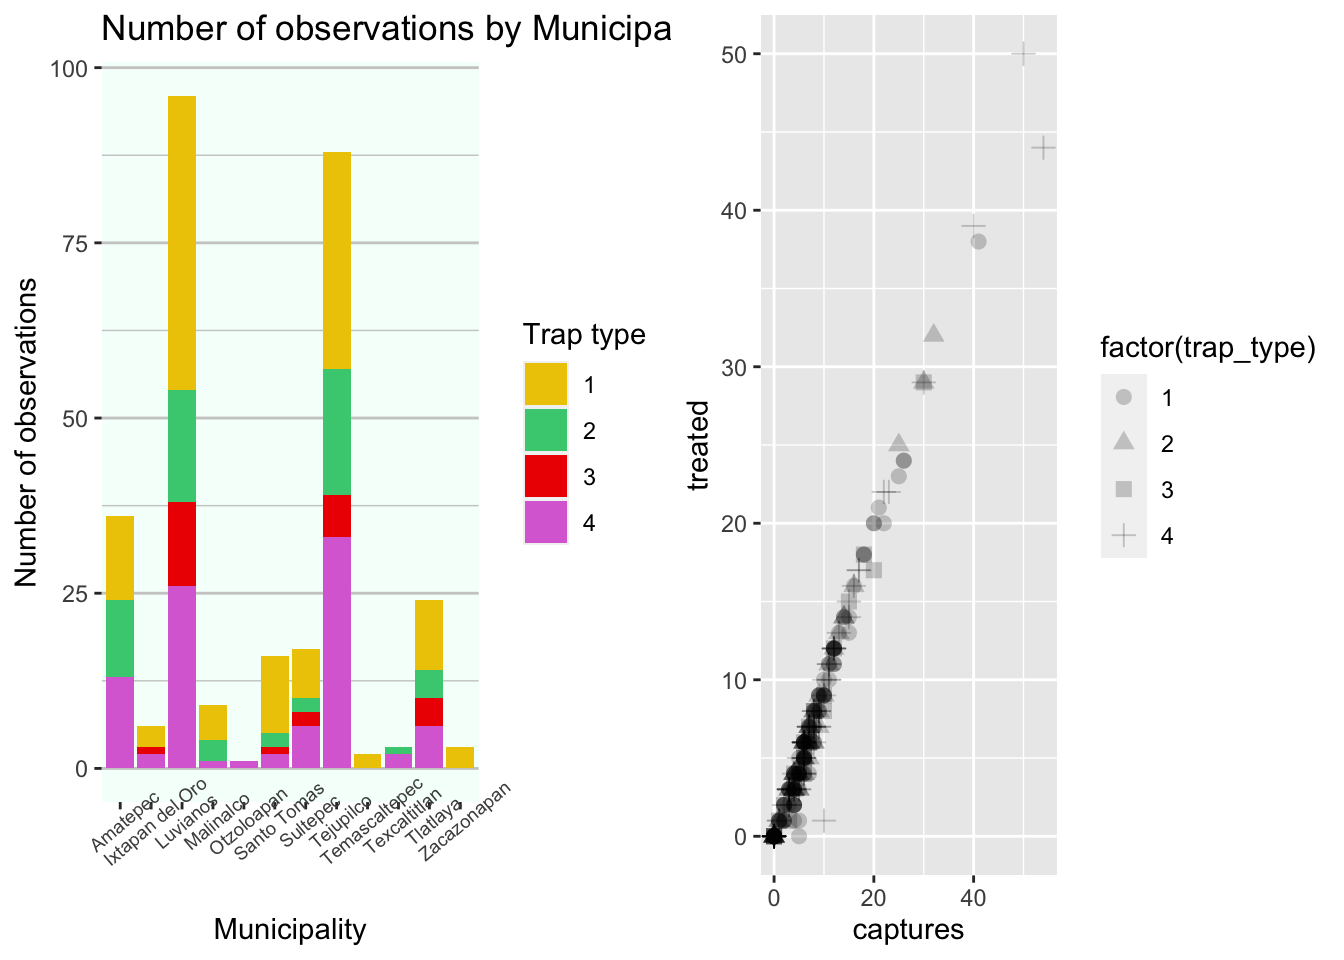 Number of observations by Municipa
Number of observations
100
75
50
25
0
Amatepec
Ixtapan del Oro
Luvianos
Malinalco
Otzoloapan
Santo Tomas
Sultepec
Tejupilco
Temascaltepec
Texcaltitlan
Tlatlaya
Zacazonapan
Municipality
Trap type
1
2
3
4
treated
50
40
30
20
10
0
0 20 40
captures
factor(trap_type)
1
2
3
4